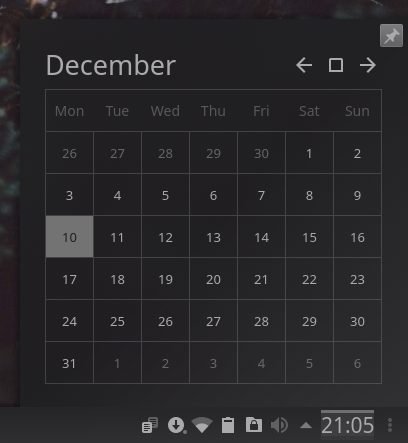 December
Mon Tue Wed Thu Fri Sat Sun
26 27 28 29 30 1 2
3 4 5 6 7 8 9
10 11 12 13 14 15 16
17 18 19 20 21 22 23
24 25 26 27 28 29 30
31 1 2 3 4 5 6
21:05